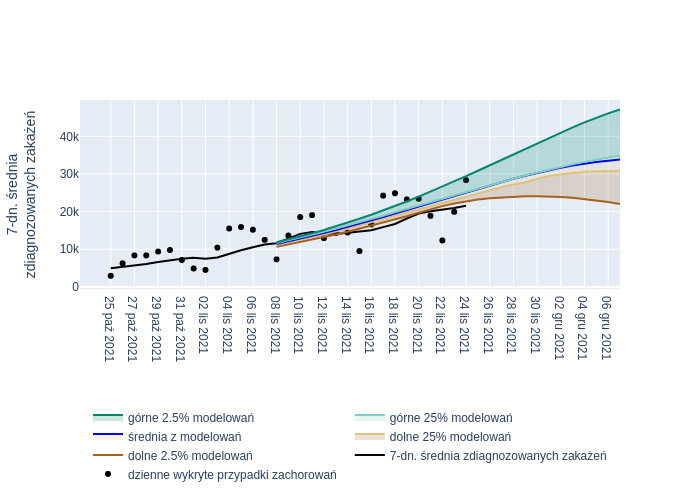 7-dn. średnia
zdiagnozowanych zakażeń
40k
30k
20k
10k
0
25 paź 2021
27 paź 2021
29 paź 2021
31 paź 2021
02 lis 2021
04 lis 2021
06 lis 2021
08 lis 2021
10 lis 2021
12 lis 2021
14 lis 2021
16 lis 2021
18 lis 2021
20 lis 2021
22 lis 2021
24 lis 2021
26 lis 2021
28 lis 2021
30 lis 2021
02 gru 2021
04 gru 2021
06 gru 2021
górne 2.5% modelowań
górne 25% modelowań
średnia z modelowań
dolne 25% modelowań
dolne 2.5% modelowań
7-dn. średnia zdiagnozowanych zakażeń
dzienne wykryte przypadki zachorowań